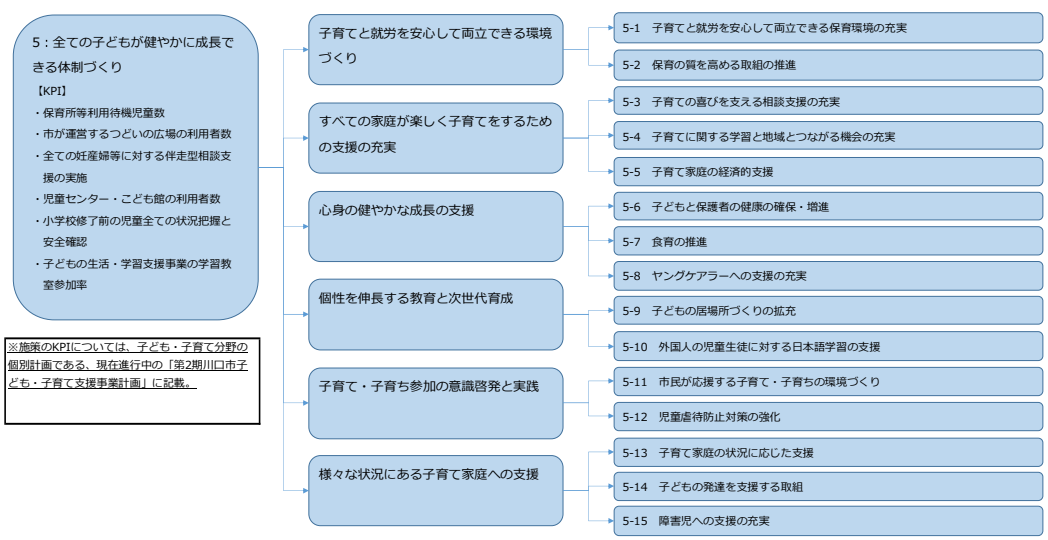 5：全ての子どもが健やかに成長で
きる体制づくり
【KPI】
・保育所等利用待機児童数
・市が運営するつどいの広場の利用者数
・全ての妊産婦等に対する伴走型相談支
援の実施
・児童センター・こども館の利用者数
・小学校修了前の児童全ての状況把握と
安全確認
・子どもの生活・学習支援事業の学習教
室参加率
※施策のKPIについては、子ども・子育て分野の
個別計画である、現在進行中の「第2期川口市子
ども・子育て支援事業計画」に記載。
子育てと就労を安心して両立できる環境
づくり
すべての家庭が楽しく子育てをするため
の支援の充実
心身の健やかな成長の支援
個性を伸長する教育と次世代育成
子育て・子育ち参加の意識啓発と実践
様々な状況にある子育て家庭への支援
5-1 子育てと就労を安心して両立できる保育環境の充実
5-2 保育の質を高める取組の推進
5-3 子育ての喜びを支える相談支援の充実
5-4 子育てに関する学習と地域とつながる機会の充実
5-5 子育て家庭の経済的支援
5-6 子どもと保護者の健康の確保・増進
5-7 食育の推進
5-8 ヤングケアラーへの支援の充実
5-9 子どもの居場所づくりの拡充
5-10 外国人の児童生徒に対する日本語学習の支援
5-11 市民が応援する子育て・子育ちの環境づくり
5-12 児童虐待防止対策の強化
5-13 子育て家庭の状況に応じた支援
5-14 子どもの発達を支援する取組
5-15 障害児への支援の充実